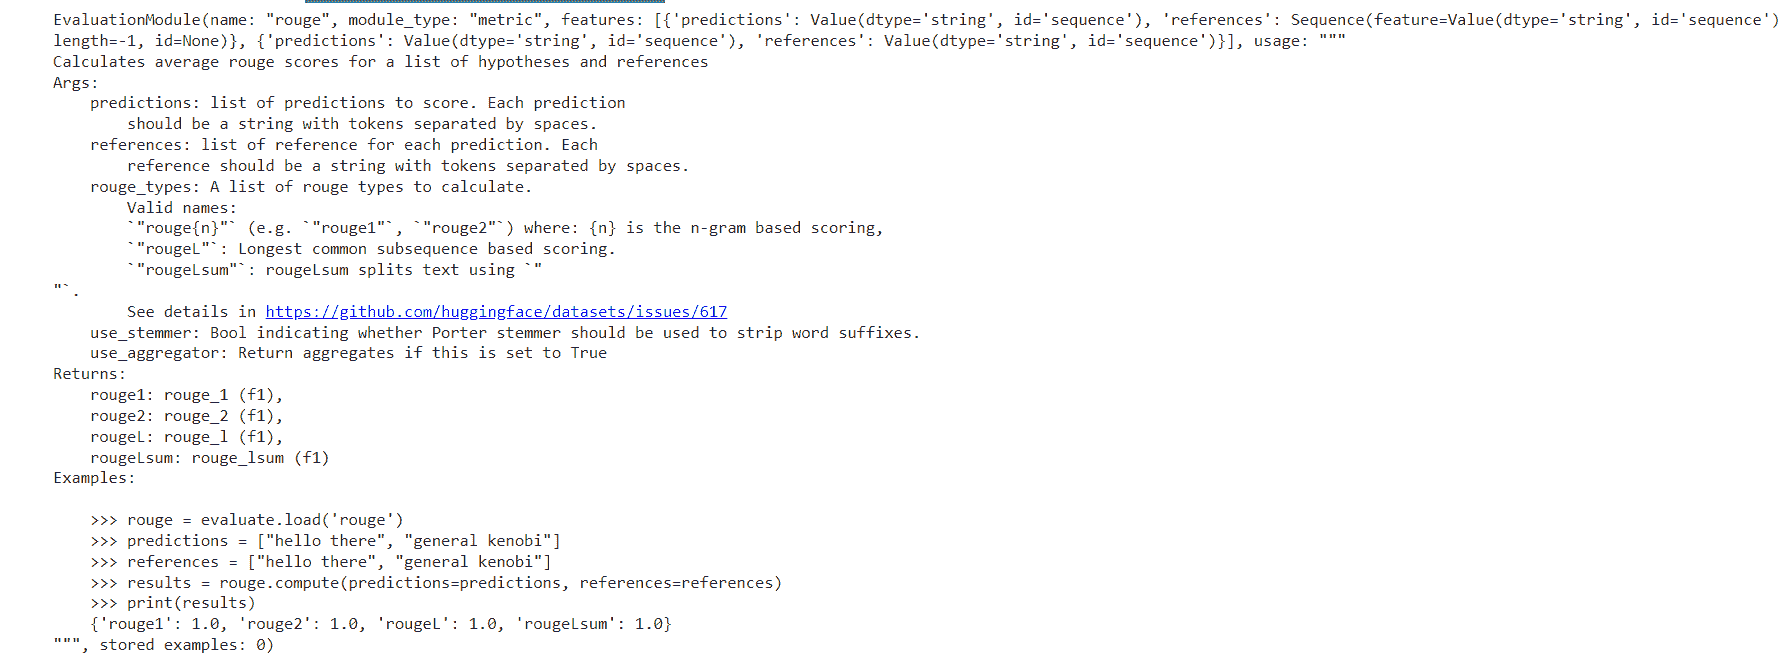 EvaluationModule(name: "rouge", module_type: "metric", features: [{'predictions': Value(dtype='string', id='sequence'), 'references': Sequence(feature=Value(dtype='string', id='sequence')
length=-1, id=None)}, {'predictions': Value(dtype='string', id='sequence'), 'references': Value(dtype='string', id='sequence')}], usage: """
Calculates average rouge scores for a list of hypotheses and references
Args:
    predictions: list of predictions to score. Each prediction
        should be a string with tokens separated by spaces.
    references: list of reference for each prediction. Each
        reference should be a string with tokens separated by spaces.
    rouge_types: A list of rouge types to calculate.
        Valid names:
        `"rouge{n}"` (e.g. `"rouge1"`, `"rouge2"`) where: {n} is the n-gram based scoring,
        `"rougeL"`: Longest common subsequence based scoring.
        `"rougeLsum"`: rougeLsum splits text using `"
"`.
        See details in https://github.com/huggingface/datasets/issues/617
    use_stemmer: Bool indicating whether Porter stemmer should be used to strip word suffixes.
    use_aggregator: Return aggregates if this is set to True
Returns:
    rouge1: rouge_1 (f1),
    rouge2: rouge_2 (f1),
    rougeL: rouge_l (f1),
    rougeLsum: rouge_lsum (f1)
Examples:

    >>> rouge = evaluate.load('rouge')
    >>> predictions = ["hello there", "general kenobi"]
    >>> references = ["hello there", "general kenobi"]
    >>> results = rouge.compute(predictions=predictions, references=references)
    >>> print(results)
    {'rouge1': 1.0, 'rouge2': 1.0, 'rougeL': 1.0, 'rougeLsum': 1.0}
""", stored examples: 0)